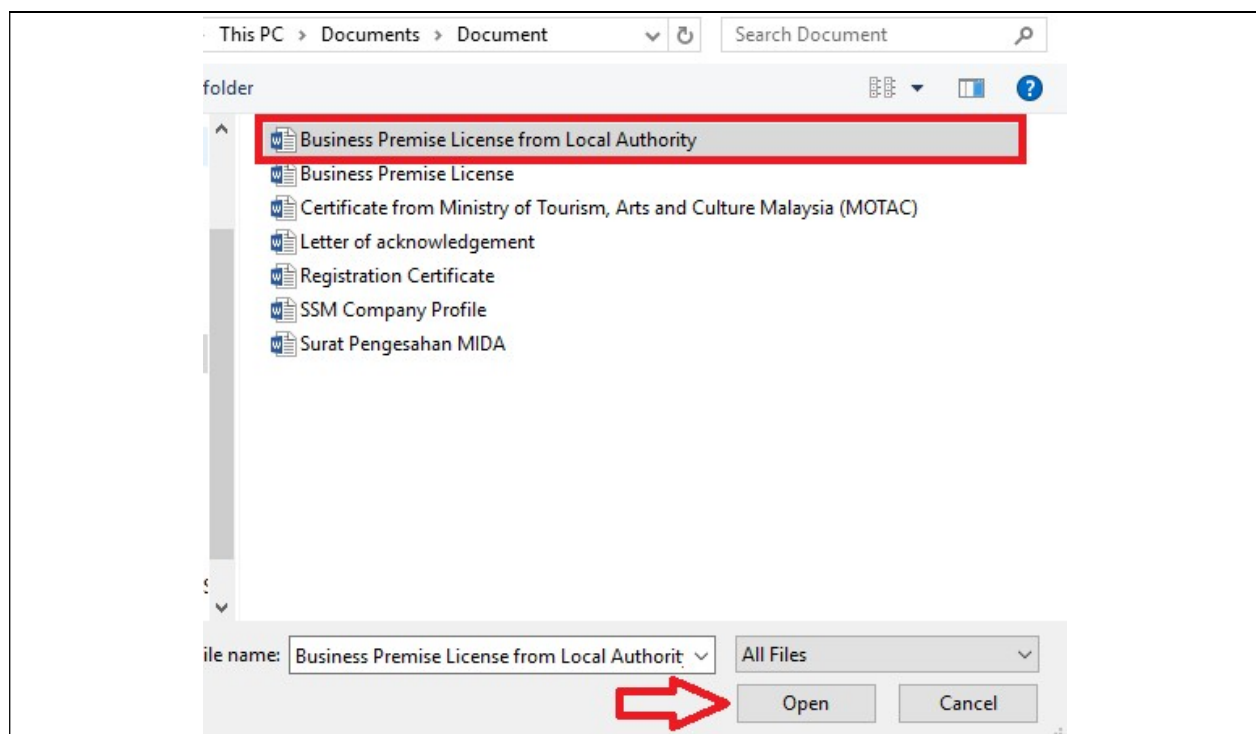 This PC > Documents > Document
Search Document
folder
Business Premise License from Local Authority
Business Premise License
Certificate from Ministry of Tourism, Arts and Culture Malaysia (MOTAC)
Letter of acknowledgement
Registration Certificate
SSM Company Profile
Surat Pengesahan MIDA
ile name: Business Premise License from Local Authorit All Files
Open Cancel